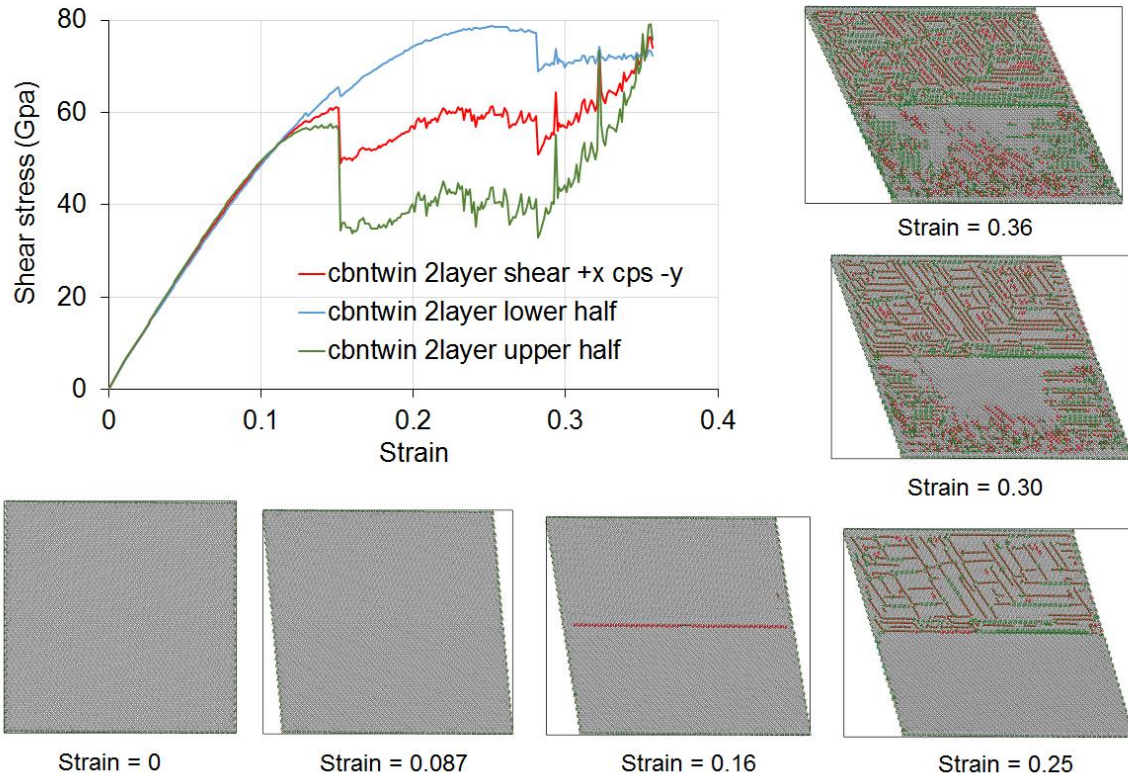 80
60
40
20
0
Shear stress (Gpa)
0
0.1
0.2
0.3
0.4
Strain
cbntwin 2layer shear +x cps -y
cbntwin 2layer lower half
cbntwin 2layer upper half
Strain = 0.36
Strain = 0.30
Strain = 0
Strain = 0.087
Strain = 0.16
Strain = 0.25